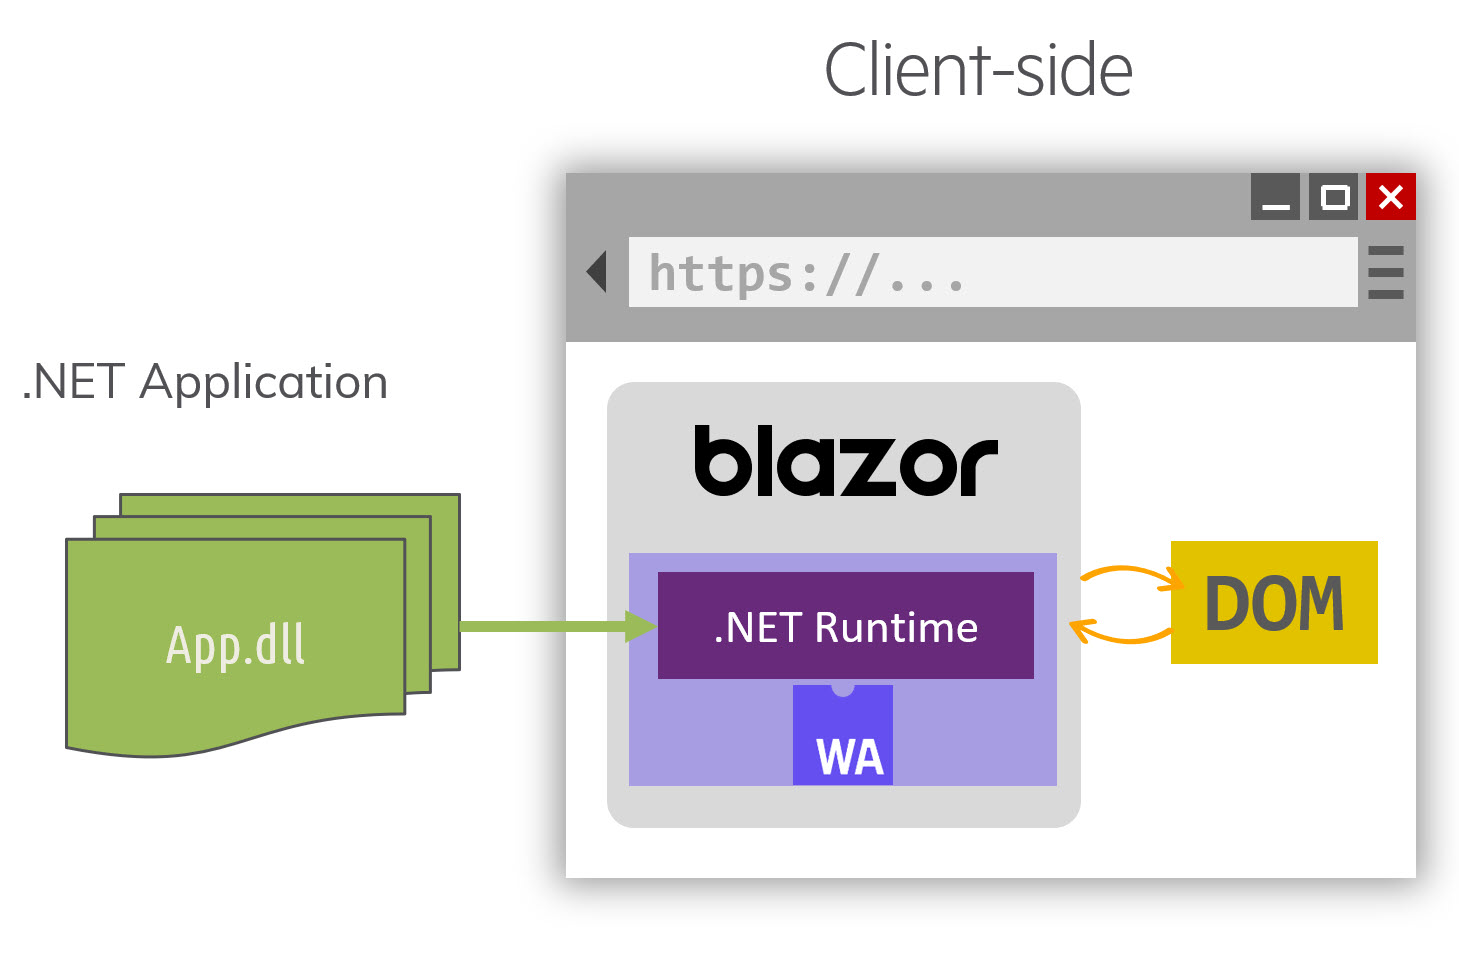 Client-side
https://...
.NET Application
blazor
App.dll
.NET Runtime
DOM
WA